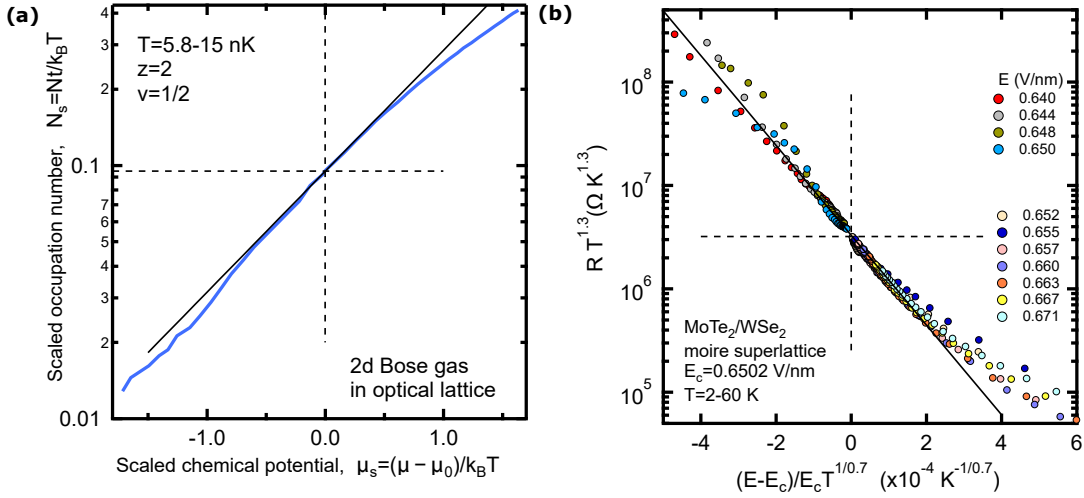 (a)
0.1
0.01
4
3
2
7
6
5
4
3
2
-1.0
0.0
1.0
Scaled occupation number, N_s=Nt/k_BT
Scaled chemical potential, μ_s=(μ − μ_0)/k_BT
T=5.8-15 nK
z=2
ν=1/2
2d Bose gas
in optical lattice
(b)
10^8
10^7
10^6
10^5
-4
-2
0
2
4
6
R T^1.3 (Ω K^1.3)
(E-E_c)/E_cT^1/0.7 (x10^-4 K^-1/0.7)
E (V/nm)
0.640
0.644
0.648
0.650
0.652
0.655
0.657
0.660
0.663
0.667
0.671
MoTe_2/WSe_2
moire superlattice
E_c=0.6502 V/nm
T=2-60 K